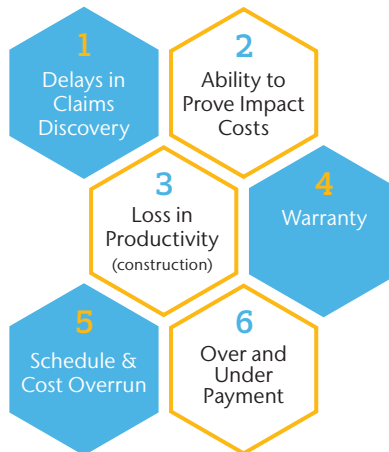 1
Delays in
Claims
Discovery
2
Ability to
Prove Impact
Costs
3
Loss in
Productivity
(construction)
4
Warranty
5
Schedule &
Cost Overrun
6
Over and
Under
Payment